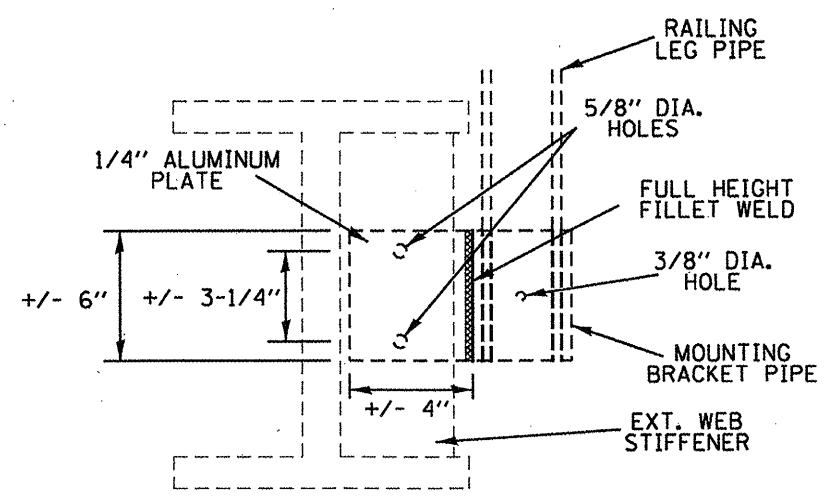 RAILING
LEG PIPE
5/8" DIA.
HOLES
1/4" ALUMINUM
PLATE
FULL HEIGHT
FILLET WELD
3/8" DIA.
HOLE
+/- 6"
+/- 3-1/4"
MOUNTING
BRACKET PIPE
+/- 4"
EXT. WEB
STIFFENER